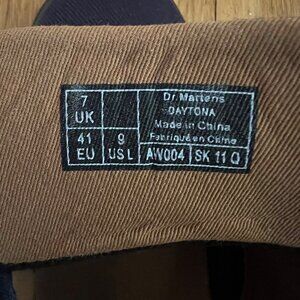 7
UK
41
EU
9
US L
Dr. Martens
DAYTONA
Made in China
Fabriqué en Chine
AW004
SK 11 Q